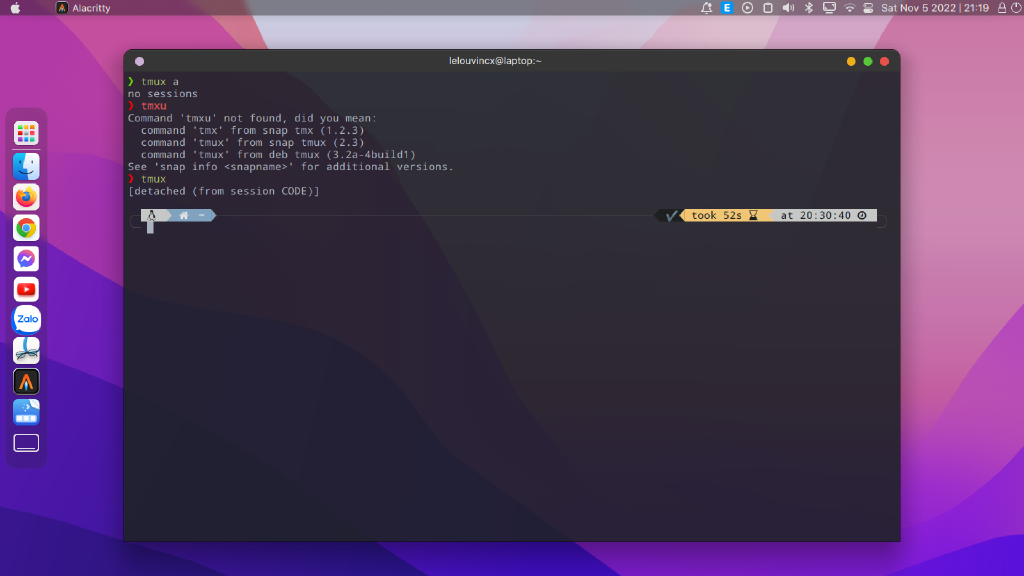 Alacritty
E
Sat Nov 5 2022 | 21:19
lelouvincx@laptop:~
❯ tmux a
no sessions
❯ tmxu
Command 'tmxu' not found, did you mean:
command 'tmx' from snap tmx (1.2.3)
command 'tmux' from snap tmux (2.3)
command 'tmux' from deb tmux (3.2a-4build1)
See 'snap info <snapname>' for additional versions.
❯ tmux
[detached (from session CODE)]
~ ✔ took 52s at 20:30:40
Zalo